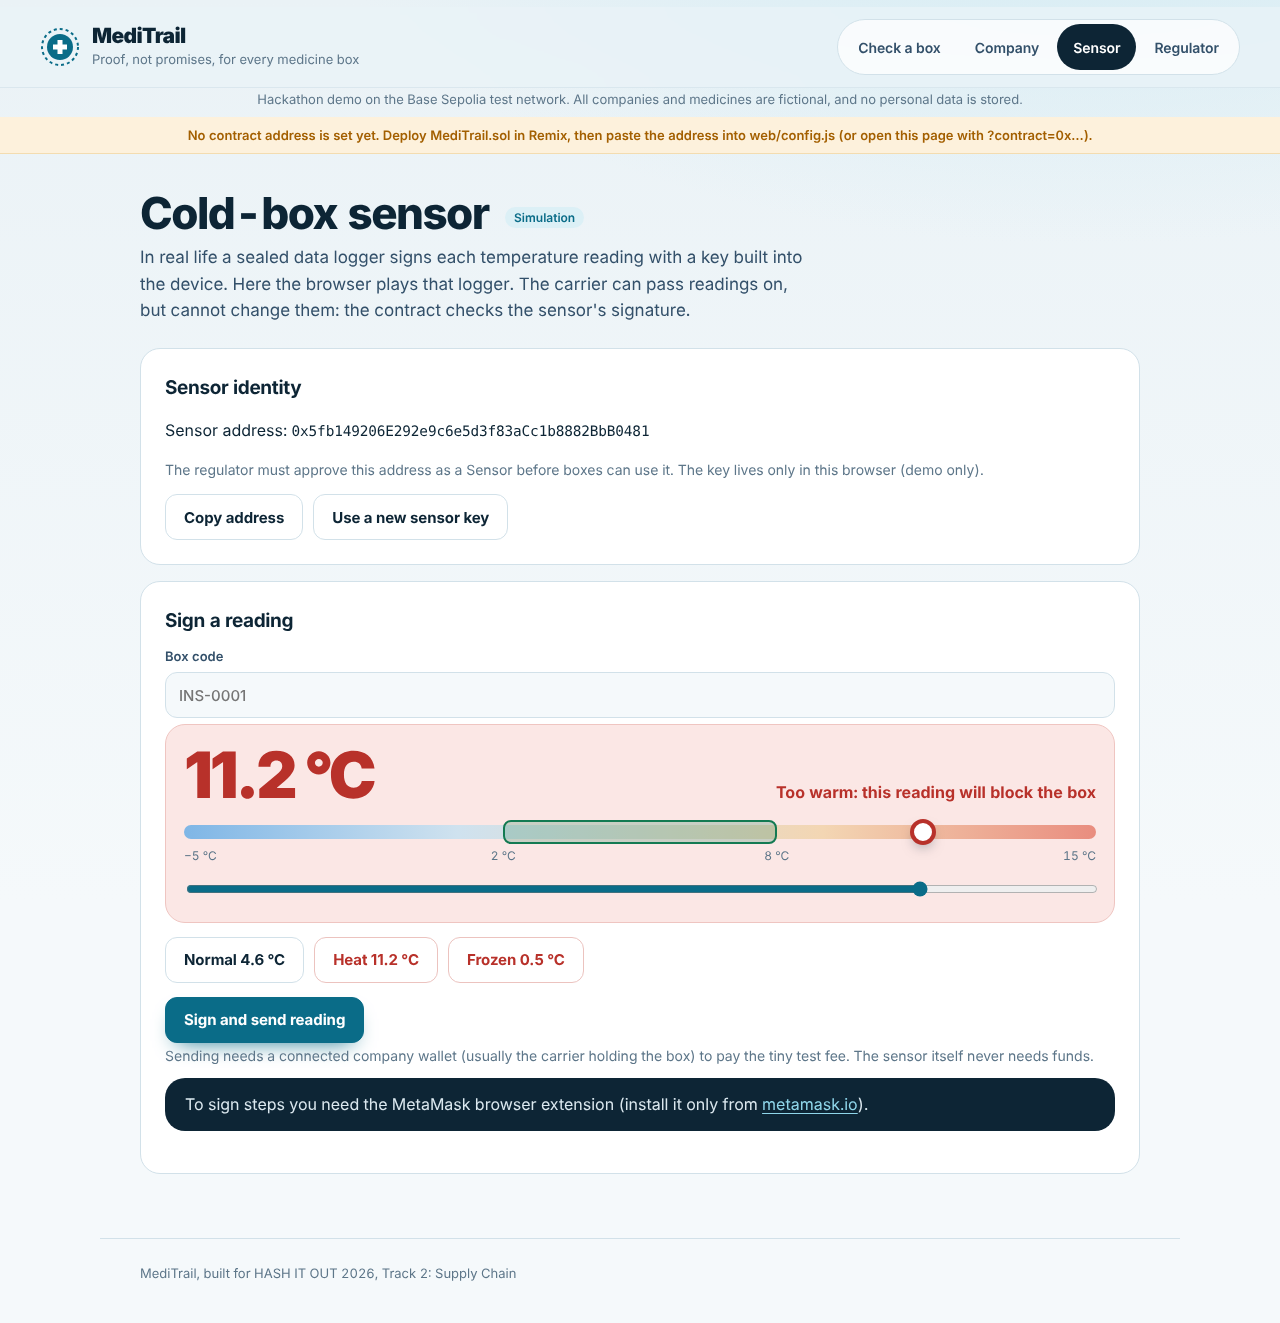 MediTrail
Proof, not promises, for every medicine box
Check a box
Company
Sensor
Regulator
Hackathon demo on the Base Sepolia test network. All companies and medicines are fictional, and no personal data is stored.
No contract address is set yet. Deploy MediTrail.sol in Remix, then paste the address into web/config.js (or open this page with ?contract=0x...).
Cold-box sensor
Simulation
In real life a sealed data logger signs each temperature reading with a key built into
the device. Here the browser plays that logger. The carrier can pass readings on,
but cannot change them: the contract checks the sensor's signature.
Sensor identity
Sensor address: 0x5fb149206E292e9c6e5d3f83aCc1b8882BbB0481
The regulator must approve this address as a Sensor before boxes can use it. The key lives only in this browser (demo only).
Copy address
Use a new sensor key
Sign a reading
Box code
INS-0001
11.2 °C
Too warm: this reading will block the box
−5 °C
2 °C
8 °C
15 °C
Normal 4.6 °C
Heat 11.2 °C
Frozen 0.5 °C
Sign and send reading
Sending needs a connected company wallet (usually the carrier holding the box) to pay the tiny test fee. The sensor itself never needs funds.
To sign steps you need the MetaMask browser extension (install it only from metamask.io).
MediTrail, built for HASH IT OUT 2026, Track 2: Supply Chain